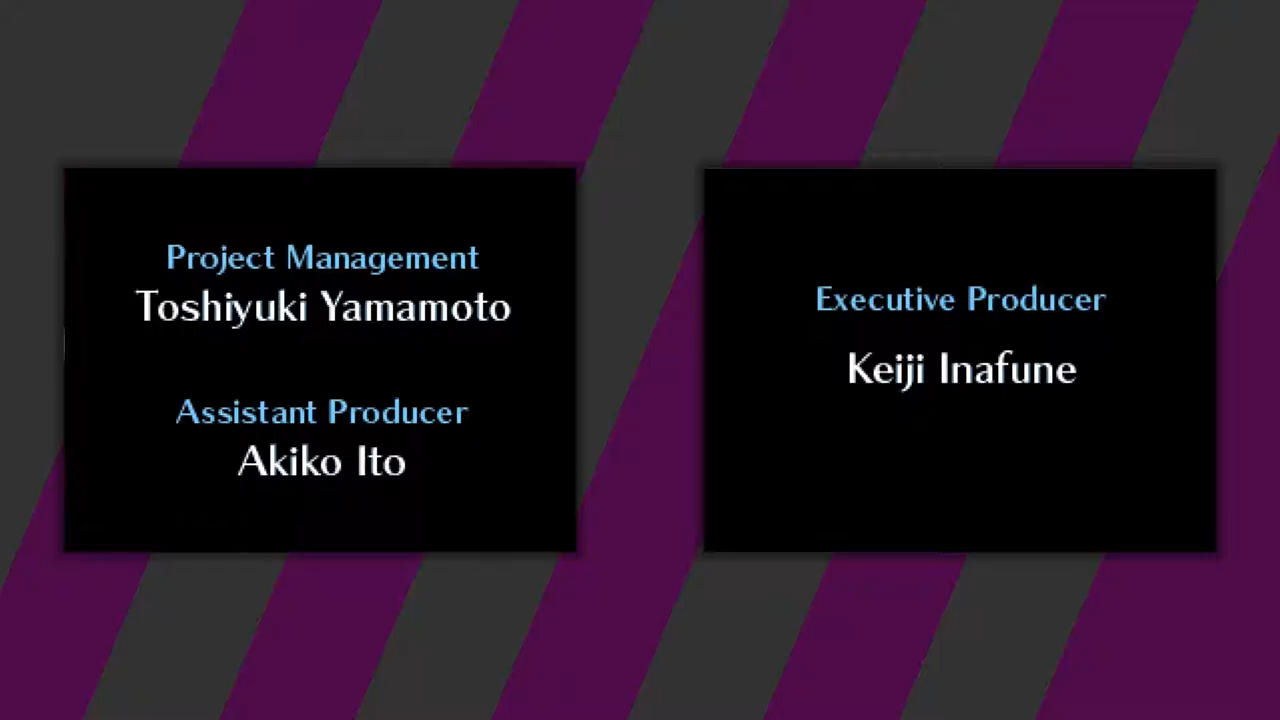 Project Management
Toshiyuki Yamamoto
Assistant Producer
Akiko Ito
Executive Producer
Keiji Inafune